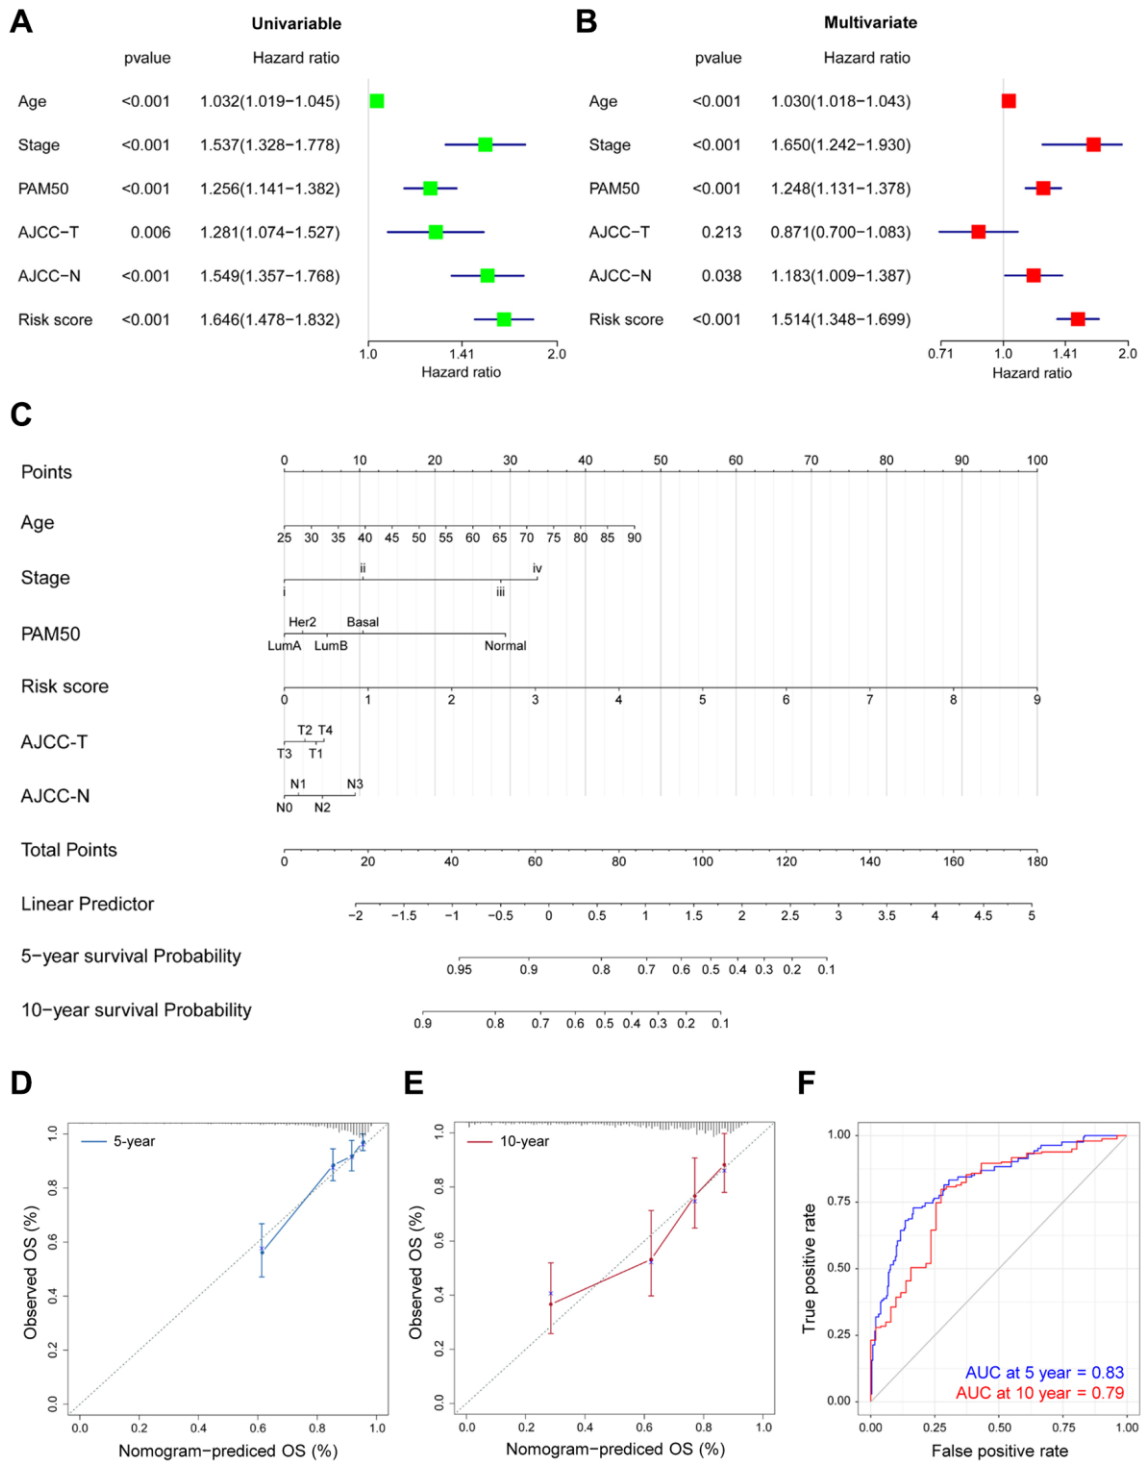 A
Univariable
pvalue Hazard ratio
Age <0.001 1.032(1.019−1.045)
Stage <0.001 1.537(1.328−1.778)
PAM50 <0.001 1.256(1.141−1.382)
AJCC−T 0.006 1.281(1.074−1.527)
AJCC−N <0.001 1.549(1.357−1.768)
Risk score <0.001 1.646(1.478−1.832)
1.0 1.41 2.0
Hazard ratio
B
Multivariate
pvalue Hazard ratio
Age <0.001 1.030(1.018−1.043)
Stage <0.001 1.650(1.242−1.930)
PAM50 <0.001 1.248(1.131−1.378)
AJCC−T 0.213 0.871(0.700−1.083)
AJCC−N 0.038 1.183(1.009−1.387)
Risk score <0.001 1.514(1.348−1.699)
0.71 1.0 1.41 2.0
Hazard ratio
C
Points 0 10 20 30 40 50 60 70 80 90 100
Age
25 30 35 40 45 50 55 60 65 70 75 80 85 90
ii iv
Stage
i iii
Her2 Basal
PAM50
LumA LumB Normal
Risk score
0 1 2 3 4 5 6 7 8 9
T2 T4
AJCC-T
T3 T1
N1 N3
AJCC-N
N0 N2
Total Points
0 20 40 60 80 100 120 140 160 180
Linear Predictor
−2 −1.5 −1 −0.5 0 0.5 1 1.5 2 2.5 3 3.5 4 4.5 5
5−year survival Probability
0.95 0.9 0.8 0.7 0.6 0.5 0.4 0.3 0.2 0.1
10−year survival Probability
0.9 0.8 0.7 0.6 0.5 0.4 0.3 0.2 0.1
D
5-year
Observed OS (%)
1.0
0.8
0.6
0.4
0.2
0.0
0.0 0.2 0.4 0.6 0.8 1.0
Nomogram−prediced OS (%)
E
10-year
Observed OS (%)
1.0
0.8
0.6
0.4
0.2
0.0
0.0 0.2 0.4 0.6 0.8 1.0
Nomogram−prediced OS (%)
F
True positive rate
1.00
0.75
0.50
0.25
0.00
AUC at 5 year = 0.83
AUC at 10 year = 0.79
0.00 0.25 0.50 0.75 1.00
False positive rate